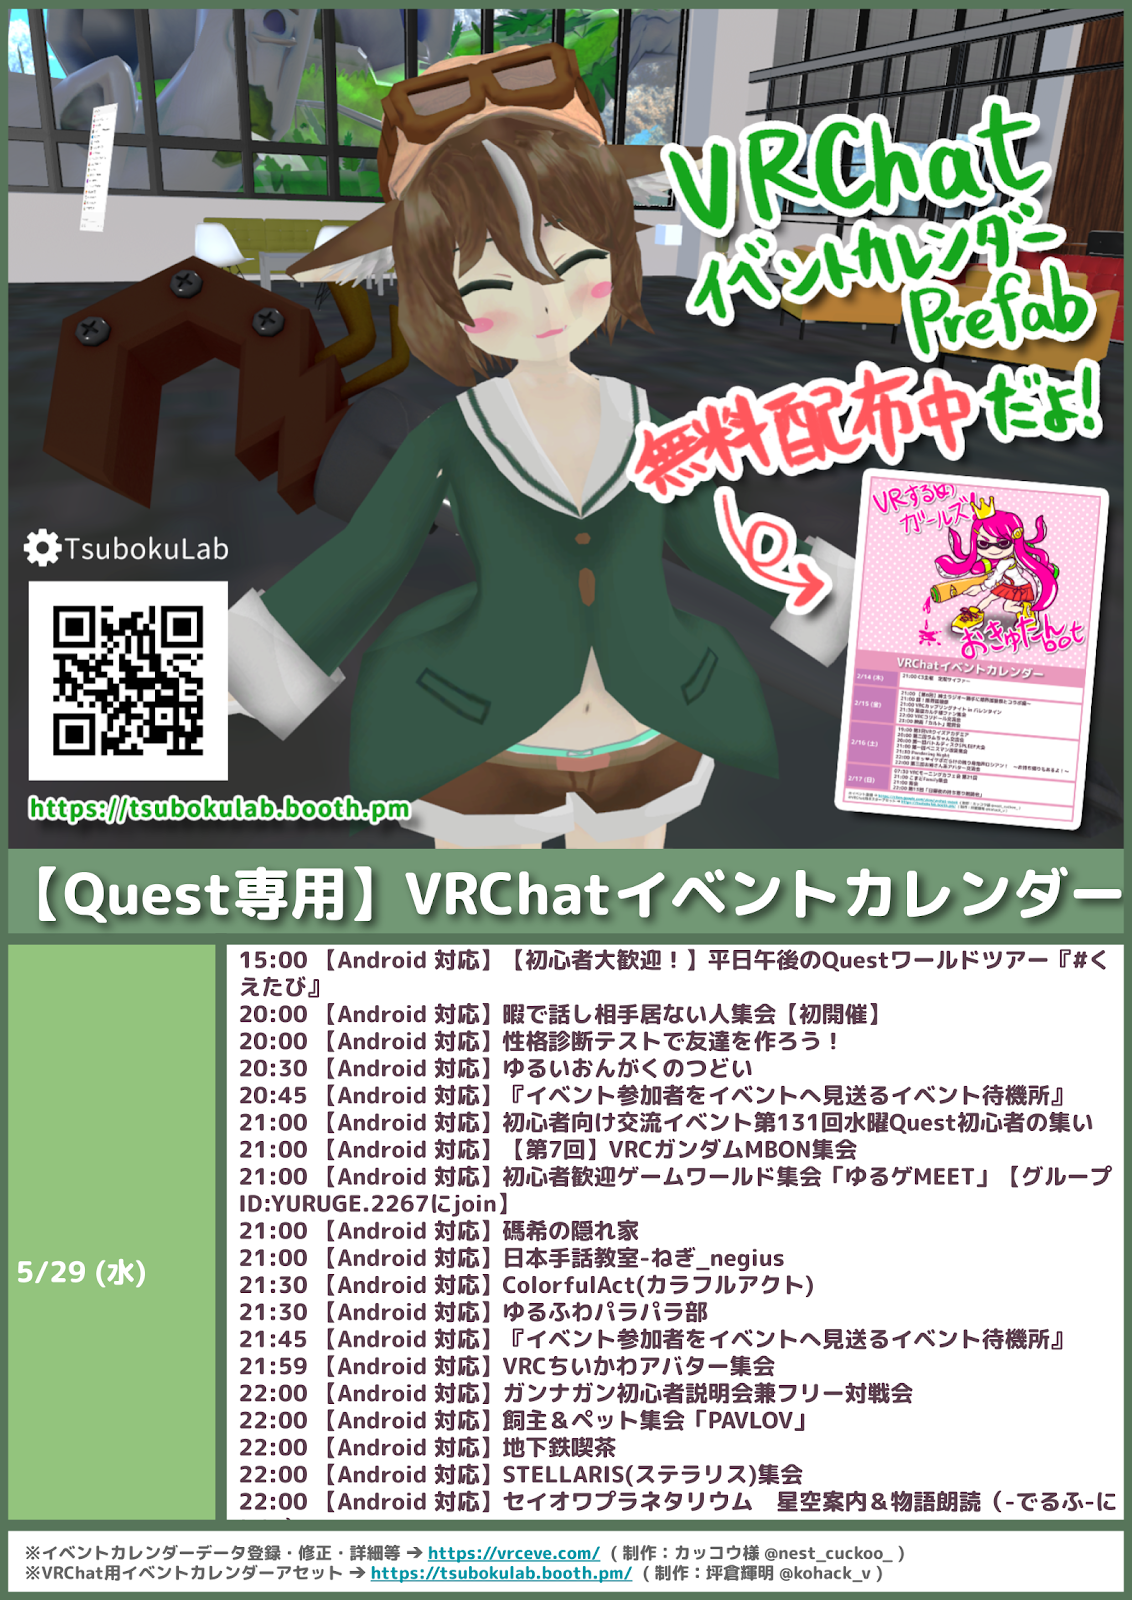 VRChat
イベントカレンダー
Prefab
無料配布中だよ!
TsubokuLab
https://tsubokulab.booth.pm
VRするめ
ガールズ
おきゅたん
bot
VRChatイベントカレンダー
2/14 (木)
2/15 (金)
2/16 (土)
2/17 (日)
【Quest専用】VRChatイベントカレンダー
5/29 (水)
15:00 【Android 対応】【初心者大歓迎！】平日午後のQuestワールドツアー『#く
えたび』
20:00 【Android 対応】暇で話し相手居ない人集会【初開催】
20:00 【Android 対応】性格診断テストで友達を作ろう！
20:30 【Android 対応】ゆるいおんがくのつどい
20:45 【Android 対応】『イベント参加者をイベントへ見送るイベント待機所』
21:00 【Android 対応】初心者向け交流イベント第131回水曜Quest初心者の集い
21:00 【Android 対応】【第7回】VRCガンダムMBON集会
21:00 【Android 対応】初心者歓迎ゲームワールド集会「ゆるゲMEET」【グループ
ID:YURUGE.2267にjoin】
21:00 【Android 対応】碼希の隠れ家
21:00 【Android 対応】日本手話教室-ねぎ_negius
21:30 【Android 対応】ColorfulAct(カラフルアクト)
21:30 【Android 対応】ゆるふわパラパラ部
21:45 【Android 対応】『イベント参加者をイベントへ見送るイベント待機所』
21:59 【Android 対応】VRCちいかわアバター集会
22:00 【Android 対応】ガンナガン初心者説明会兼フリー対戦会
22:00 【Android 対応】飼主＆ペット集会「PAVLOV」
22:00 【Android 対応】地下鉄喫茶
22:00 【Android 対応】STELLARIS(ステラリス)集会
22:00 【Android 対応】セイオワプラネタリウム　星空案内＆物語朗読（-でるふ-に
※イベントカレンダーデータ登録・修正・詳細等 ➔ https://vrceve.com/ ( 制作：カッコウ様 @nest_cuckoo_ )
※VRChat用イベントカレンダーアセット ➔ https://tsubokulab.booth.pm/ ( 制作：坪倉輝明 @kohack_v )